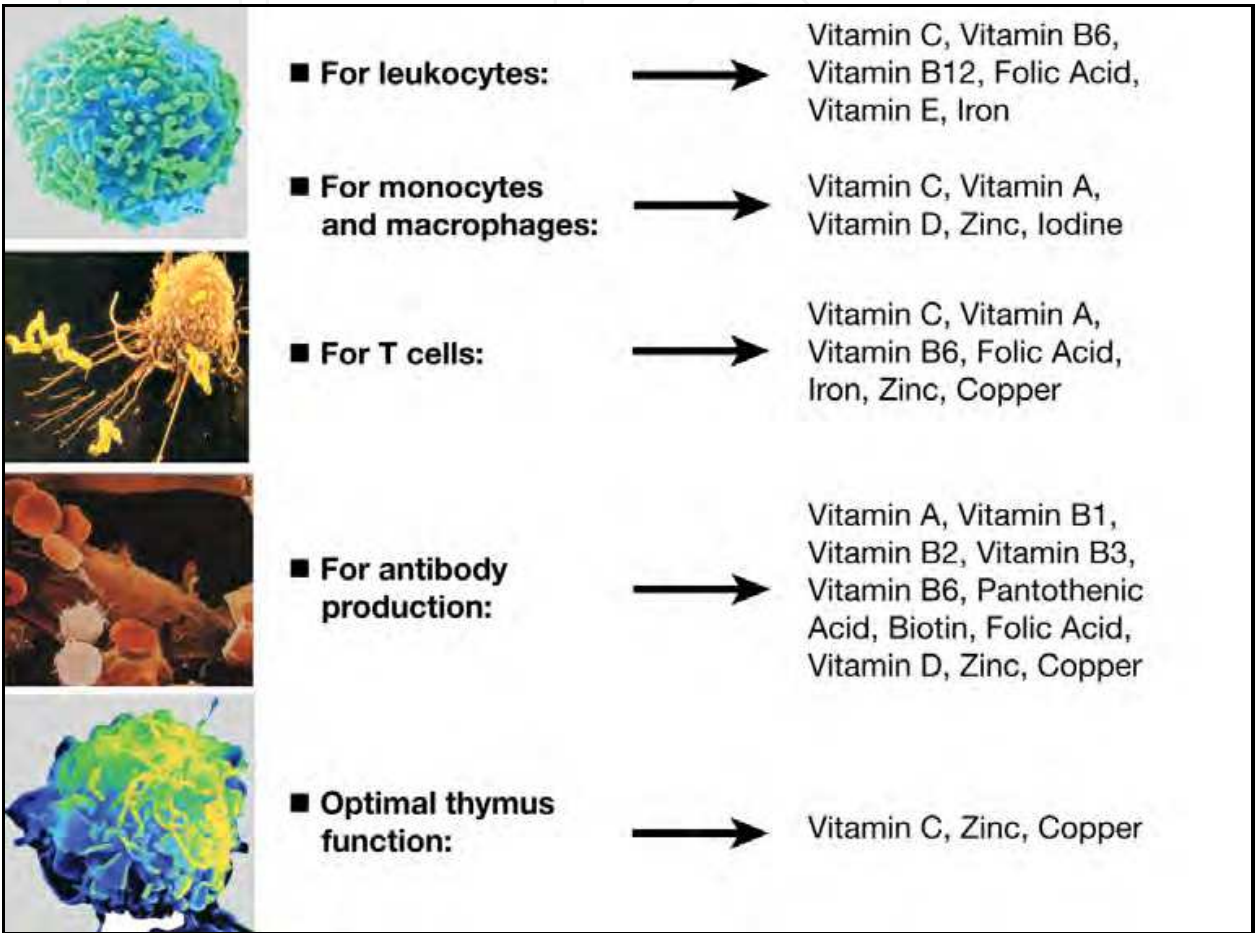 ■ For leukocytes:
Vitamin C, Vitamin B6,
Vitamin B12, Folic Acid,
Vitamin E, Iron
■ For monocytes
and macrophages:
Vitamin C, Vitamin A,
Vitamin D, Zinc, Iodine
■ For T cells:
Vitamin C, Vitamin A,
Vitamin B6, Folic Acid,
Iron, Zinc, Copper
■ For antibody
production:
Vitamin A, Vitamin B1,
Vitamin B2, Vitamin B3,
Vitamin B6, Pantothenic
Acid, Biotin, Folic Acid,
Vitamin D, Zinc, Copper
■ Optimal thymus
function:
Vitamin C, Zinc, Copper